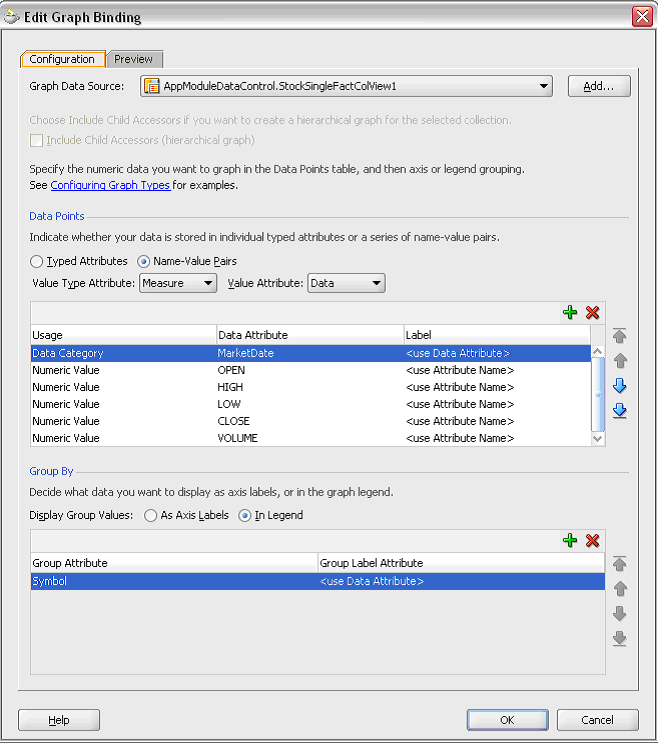 Edit Graph Binding
Configuration Preview
Graph Data Source: AppModuleDataControl.StockSingleFactColView1 Add...
Choose Include Child Accessors if you want to create a hierarchical graph for the selected collection.
Include Child Accessors (hierarchical graph)
Specify the numeric data you want to graph in the Data Points table, and then axis or legend grouping.
See Configuring Graph Types for examples.
Data Points
Indicate whether your data is stored in individual typed attributes or a series of name-value pairs.
Typed Attributes Name-Value Pairs
Value Type Attribute: Measure Value Attribute: Data
Usage Data Attribute Label
Data Category MarketDate <use Data Attribute>
Numeric Value OPEN <use Attribute Name>
Numeric Value HIGH <use Attribute Name>
Numeric Value LOW <use Attribute Name>
Numeric Value CLOSE <use Attribute Name>
Numeric Value VOLUME <use Attribute Name>
Group By
Decide what data you want to display as axis labels, or in the graph legend.
Display Group Values: As Axis Labels In Legend
Group Attribute Group Label Attribute
Symbol <use Data Attribute>
Help OK Cancel